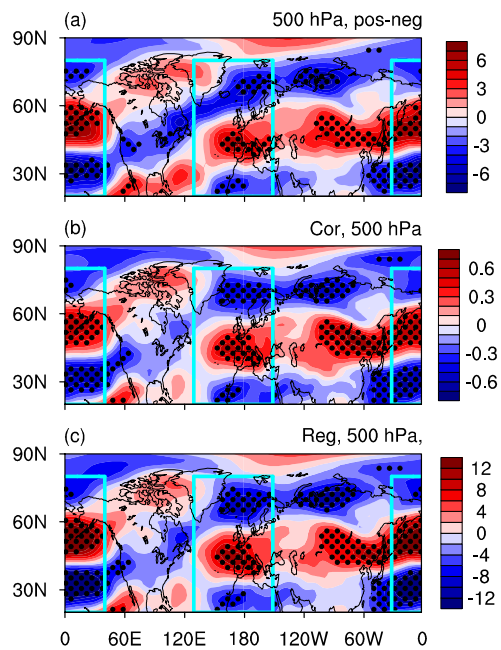 (a) 500 hPa, pos-neg
90N
60N
30N
6
3
0
-3
-6
(b) Cor, 500 hPa
90N
60N
30N
0.6
0.3
0
-0.3
-0.6
(c) Reg, 500 hPa,
90N
60N
30N
12
8
4
0
-4
-8
-12
0 60E 120E 180 120W 60W 0